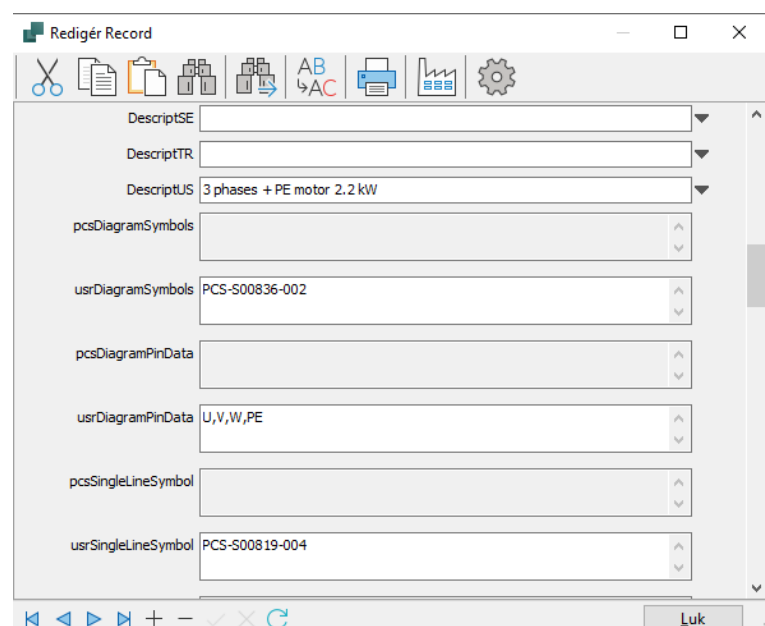 Redigér Record
AB
AC
DescriptSE
DescriptTR
DescriptUS 3 phases + PE motor 2.2 kW
pcsDiagramSymbols
usrDiagramSymbols PCS-S00836-002
pcsDiagramPinData
usrDiagramPinData U,V,W,PE
pcsSingleLineSymbol
usrSingleLineSymbol PCS-S00819-004
Luk